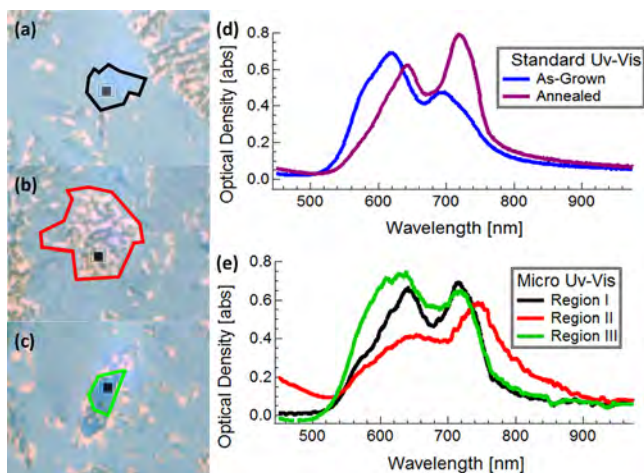 (a)
(b)
(c)
(d)
Optical Density [abs]
0.8
0.6
0.4
0.2
0.0
Standard Uv-Vis
As-Grown
Annealed
500 600 700 800 900
Wavelength [nm]
(e)
Optical Density [abs]
0.8
0.6
0.4
0.2
0.0
Micro Uv-Vis
Region I
Region II
Region III
500 600 700 800 900
Wavelength [nm]